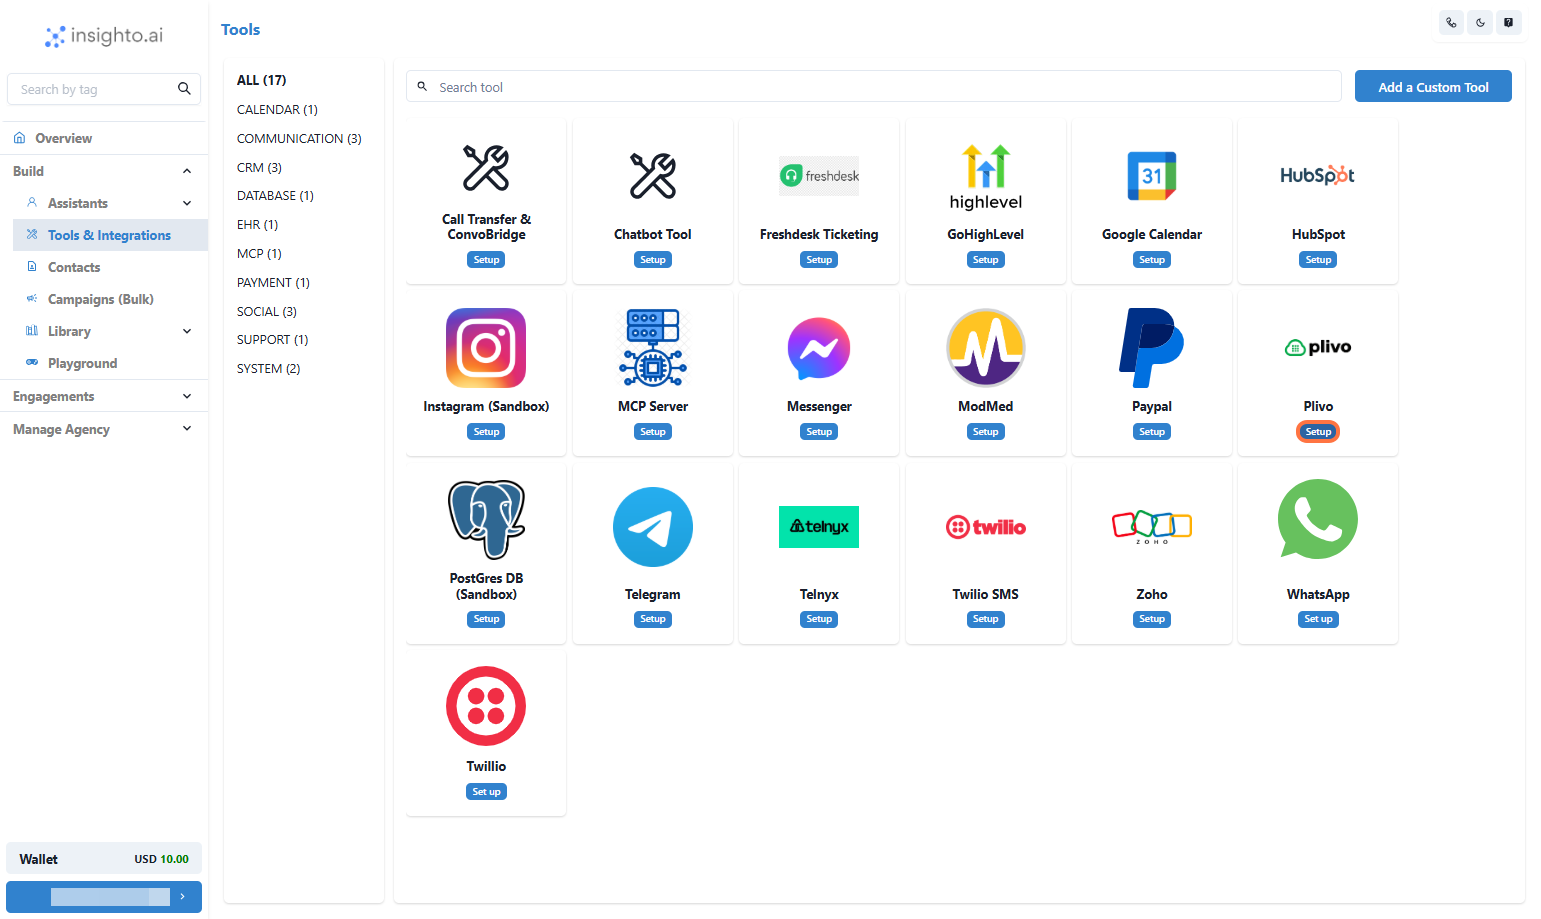 insighto.ai
Search by tag
Overview
Build
Assistants
Tools & Integrations
Contacts
Campaigns (Bulk)
Library
Playground
Engagements
Manage Agency
Wallet
USD 10.00
Tools
ALL (17)
CALENDAR (1)
COMMUNICATION (3)
CRM (3)
DATABASE (1)
EHR (1)
MCP (1)
PAYMENT (1)
SOCIAL (3)
SUPPORT (1)
SYSTEM (2)
Search tool
Add a Custom Tool
Call Transfer &
ConvoBridge
Setup
Chatbot Tool
Setup
freshdesk
Freshdesk Ticketing
Setup
highlevel
GoHighLevel
Setup
31
Google Calendar
Setup
HubSpot
HubSpot
Setup
Instagram (Sandbox)
Setup
MCP Server
Setup
Messenger
Setup
ModMed
Setup
Paypal
Setup
plivo
Plivo
Setup
PostGres DB
(Sandbox)
Setup
Telegram
Setup
telnyx
Telnyx
Setup
twilio
Twilio SMS
Setup
ZOHO
Zoho
Setup
WhatsApp
Set up
Twillio
Set up